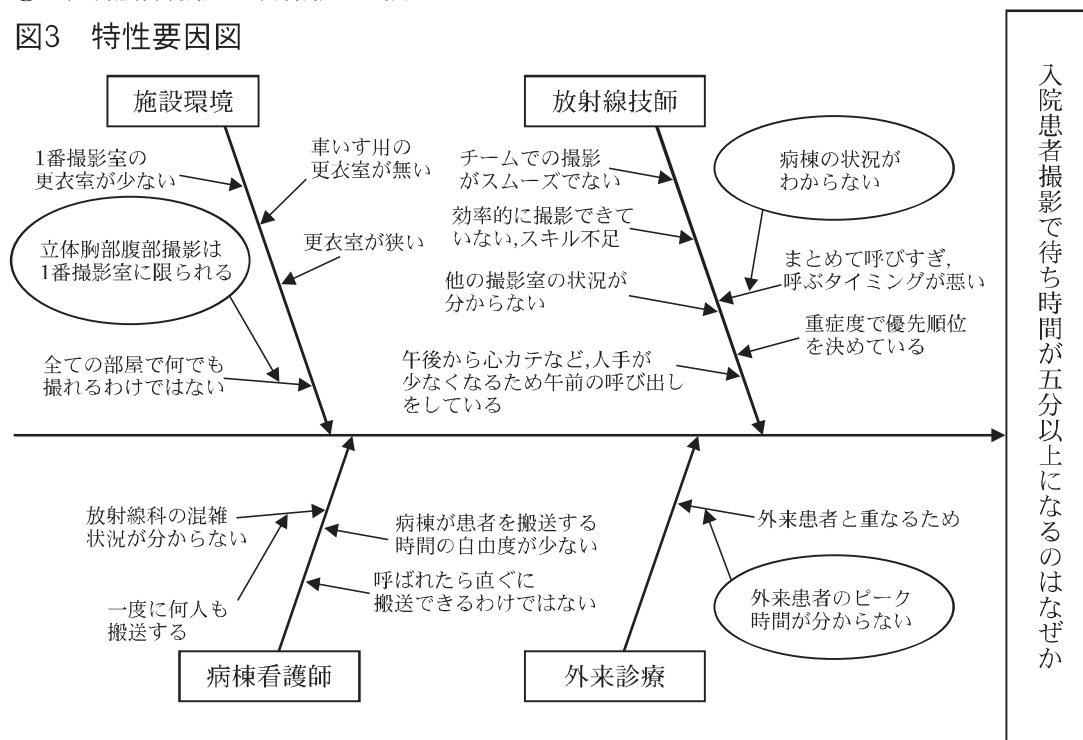 図3 特性要因図
施設環境
1番撮影室の
更衣室が少ない
車いす用の
更衣室が無い
立体胸部腹部撮影は
1番撮影室に限られる
更衣室が狭い
全ての部屋で何でも
撮れるわけではない
放射線技師
チームでの撮影
がスムーズでない
効率的に撮影できて
いない,スキル不足
他の撮影室の状況が
分からない
午後から心カテなど,人手が
少なくなるため午前の呼び出し
をしている
病棟の状況が
わからない
まとめて呼びすぎ,
呼ぶタイミングが悪い
重症度で優先順位
を決めている
放射線科の混雑
状況が分からない
一度に何人も
搬送する
病棟が患者を搬送する
時間の自由度が少ない
呼ばれたら直ぐに
搬送できるわけではない
病棟看護師
外来患者と重なるため
外来患者のピーク
時間が分からない
外来診療
入院患者撮影で待ち時間が五分以上になるのはなぜか